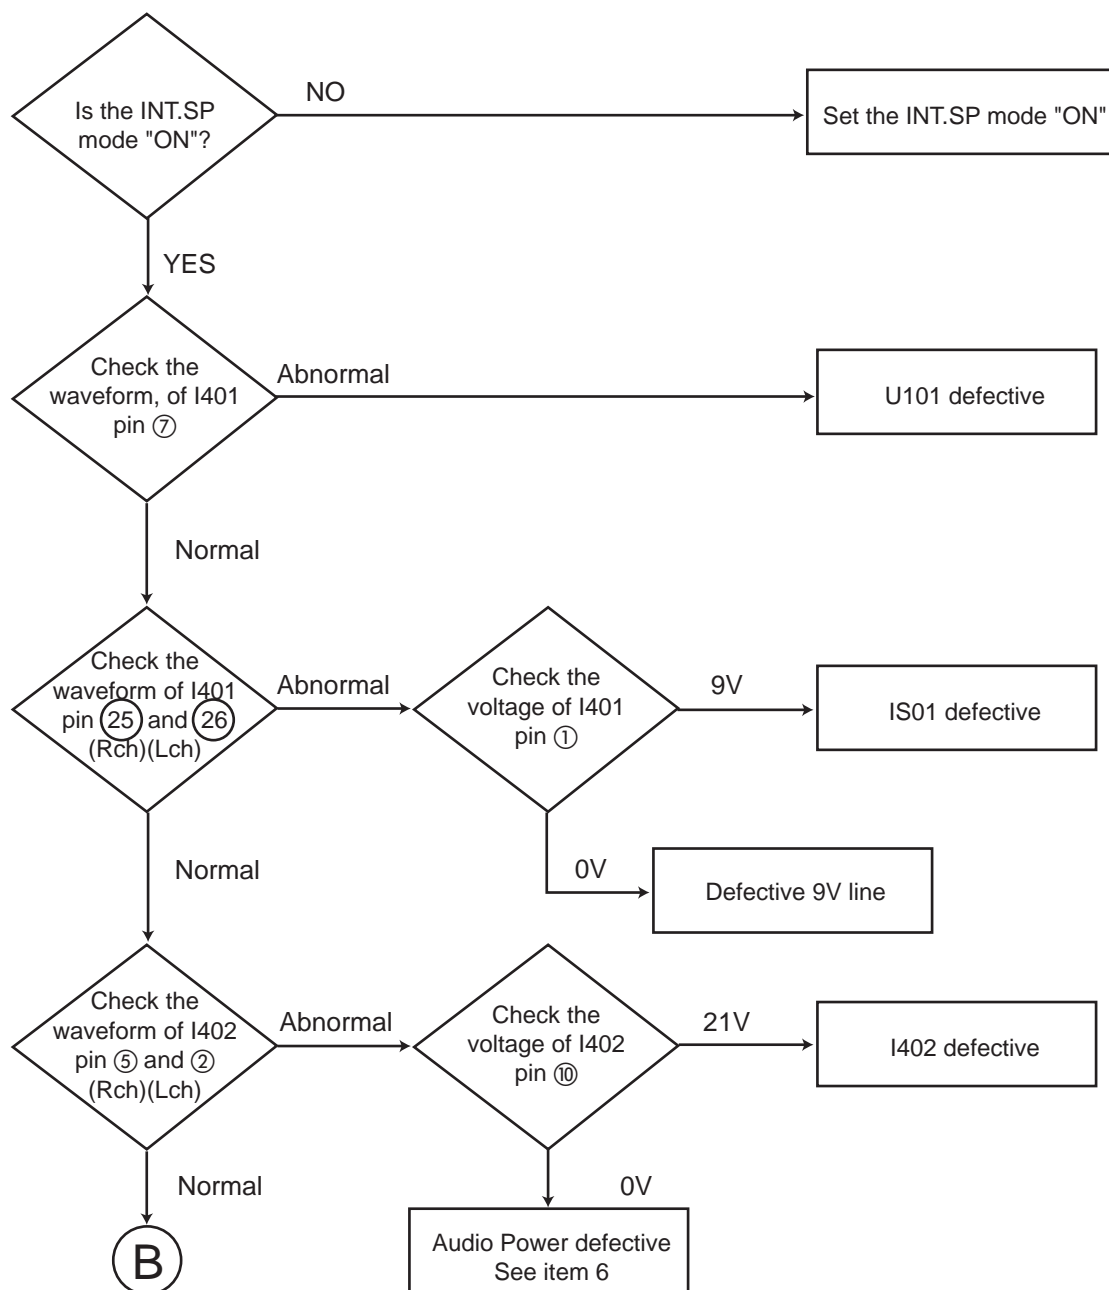 Is the INT.SP
mode "ON"?
NO
Set the INT.SP mode "ON"
YES
Check the
waveform, of I401
pin ⑦
Abnormal
U101 defective
Normal
Check the
waveform of I401
pin 25 and 26
(Rch)(Lch)
Abnormal
Check the
voltage of I401
pin ①
9V
IS01 defective
0V
Defective 9V line
Normal
Check the
waveform of I402
pin ⑤ and ②
(Rch)(Lch)
Abnormal
Check the
voltage of I402
pin ⑩
21V
I402 defective
0V
Audio Power defective
See item 6
Normal
B